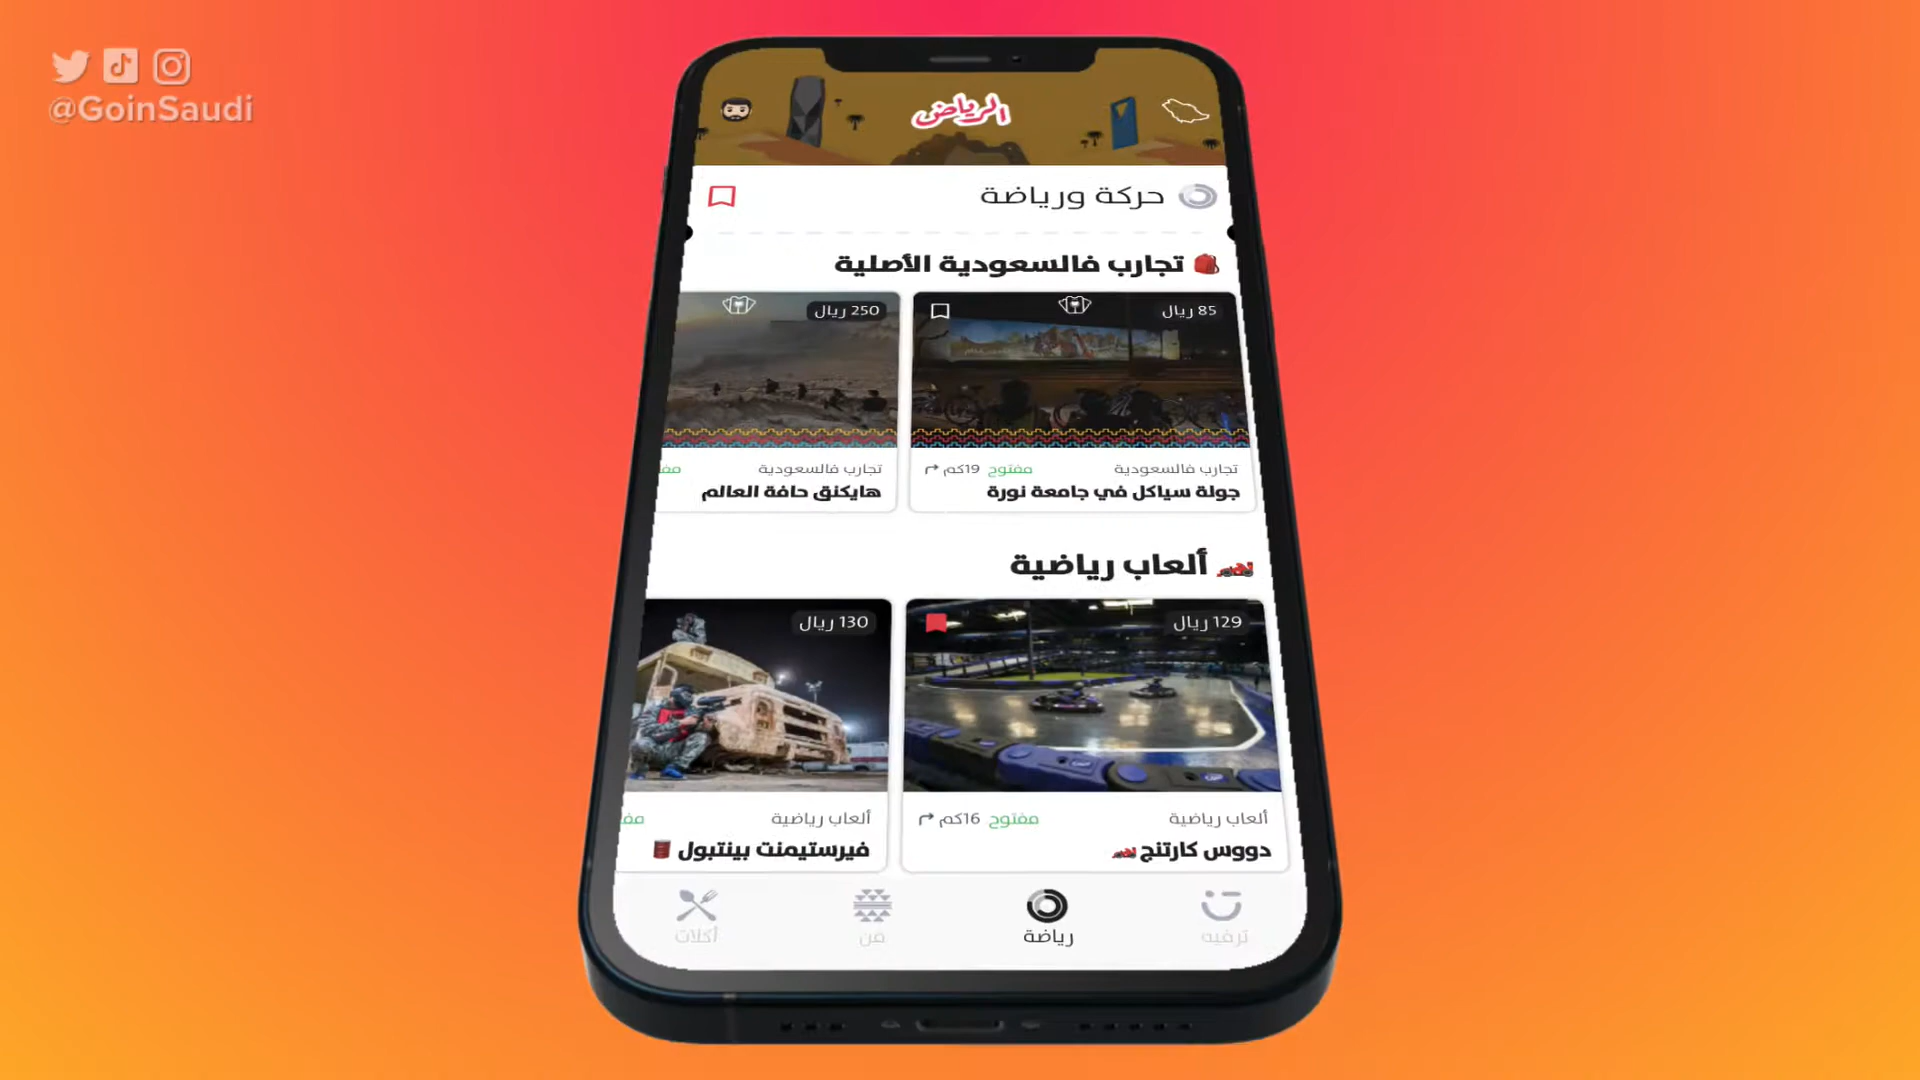 @GoinSaudi
الرياض
حركة ورياضة
تجارب فالسعودية الأصلية
85 ريال
250 ريال
تجارب فالسعودية
مفتوح
19كم
تجارب فالسعودية
جولة سياكل في جامعة نورة
هايكنق حافة العالم
ألعاب رياضية
129 ريال
130 ريال
ألعاب رياضية
مفتوح
16كم
ألعاب رياضية
دووس كارتنج
فيرستيمنت بينتبول
ترفيه
رياضة
فن
أكلات